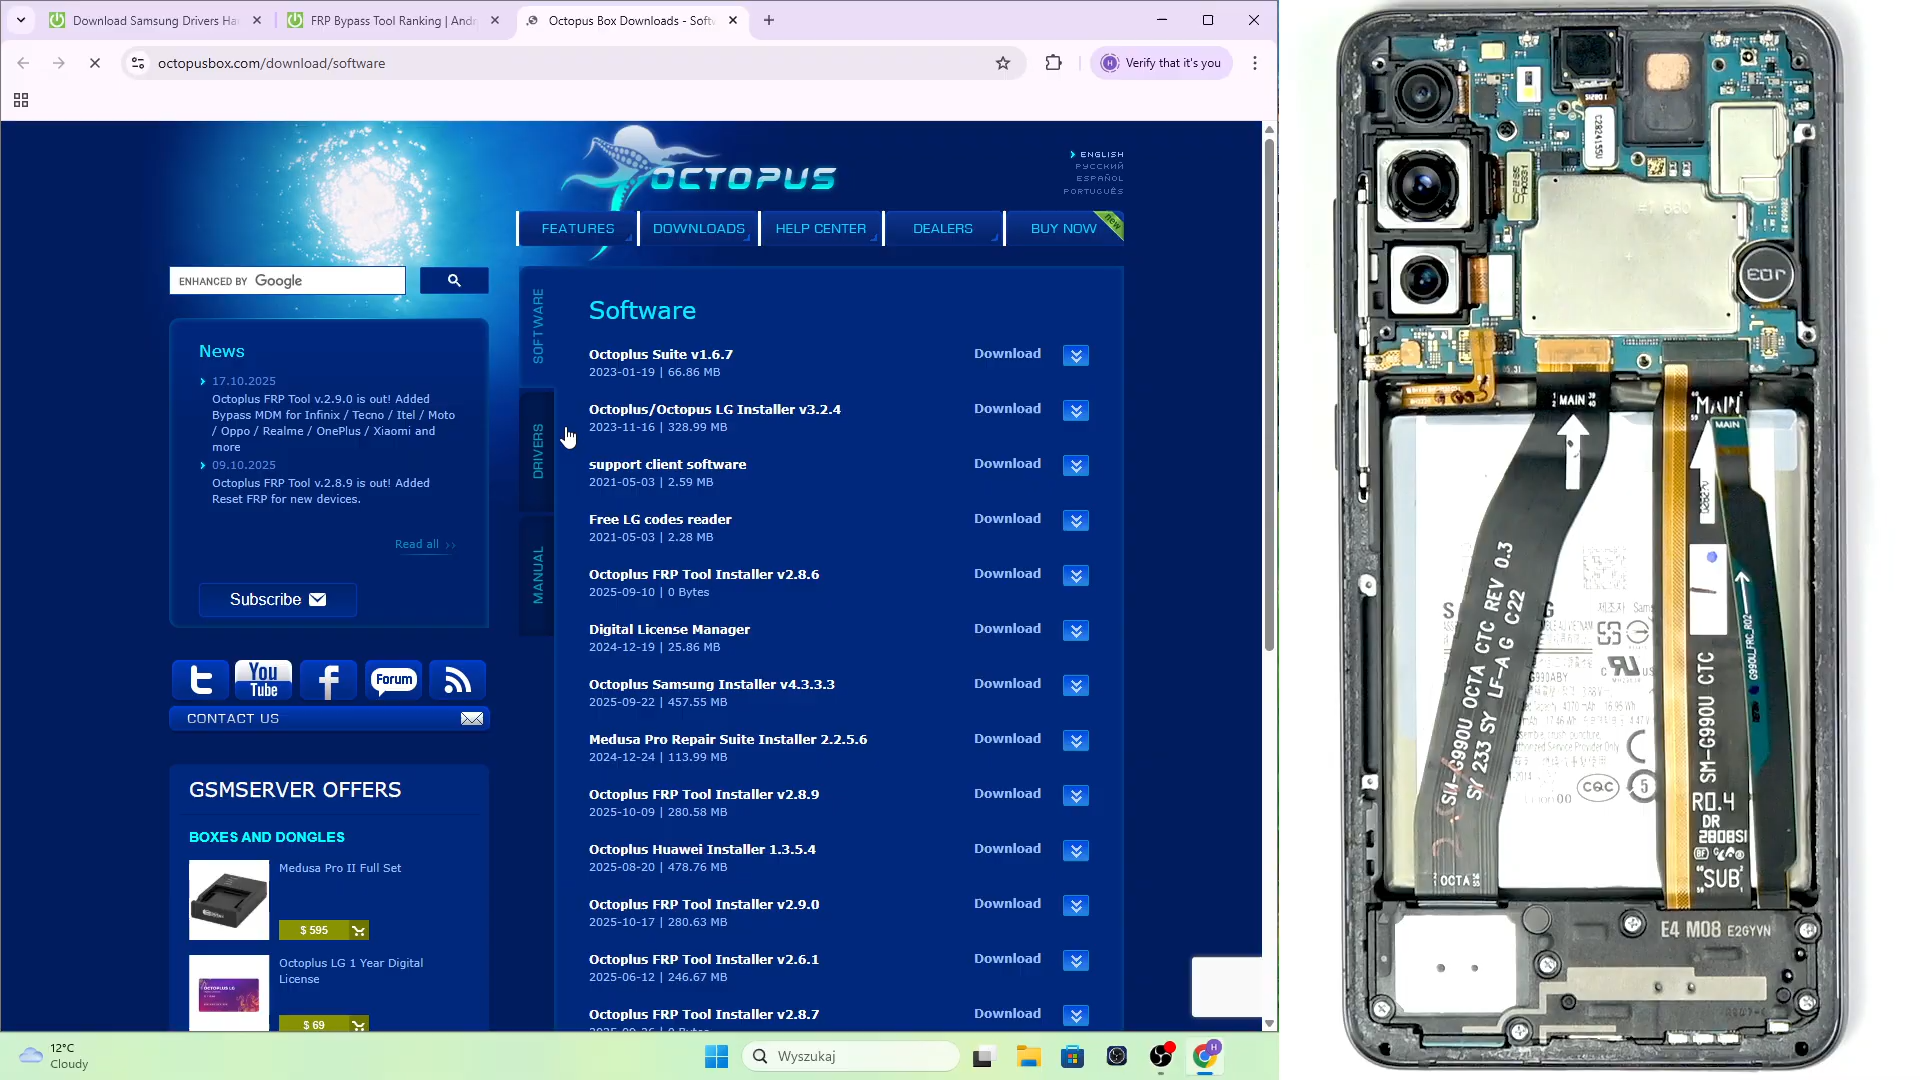 Download Samsung Drivers Ha
FRP Bypass Tool Ranking | And
Octopus Box Downloads - Soft
octopusbox.com/download/software
Verify that it's you
OCTOPUS
ENGLISH
РУССКИЙ
ESPAÑOL
PORTUGUÊS
FEATURES
DOWNLOADS
HELP CENTER
DEALERS
BUY NOW
new
ENHANCED BY Google
SOFTWARE
DRIVERS
MANUAL
News
17.10.2025
Octoplus FRP Tool v.2.9.0 is out! Added
Bypass MDM for Infinix / Tecno / Itel / Moto
/ Oppo / Realme / OnePlus / Xiaomi and
more
09.10.2025
Octoplus FRP Tool v.2.8.9 is out! Added
Reset FRP for new devices.
Read all
Subscribe
You
Tube
Forum
CONTACT US
GSMSERVER OFFERS
BOXES AND DONGLES
Medusa Pro II Full Set
$ 595
Octoplus LG 1 Year Digital
License
$ 69
Software
Octoplus Suite v1.6.7
Download
2023-01-19 | 66.86 MB
Octoplus/Octopus LG Installer v3.2.4
Download
2023-11-16 | 328.99 MB
support client software
Download
2021-05-03 | 2.59 MB
Free LG codes reader
Download
2021-05-03 | 2.28 MB
Octoplus FRP Tool Installer v2.8.6
Download
2025-09-10 | 0 Bytes
Digital License Manager
Download
2024-12-19 | 25.86 MB
Octoplus Samsung Installer v4.3.3.3
Download
2025-09-22 | 457.55 MB
Medusa Pro Repair Suite Installer 2.2.5.6
Download
2024-12-24 | 113.99 MB
Octoplus FRP Tool Installer v2.8.9
Download
2025-10-09 | 280.58 MB
Octoplus Huawei Installer 1.3.5.4
Download
2025-08-20 | 478.76 MB
Octoplus FRP Tool Installer v2.9.0
Download
2025-10-17 | 280.63 MB
Octoplus FRP Tool Installer v2.6.1
Download
2025-06-12 | 246.67 MB
Octoplus FRP Tool Installer v2.8.7
Download
12°C
Cloudy
Wyszukaj
MAIN
MAIN
MAIN
SM-G990U OCTA CTC REV 0.3
SY 233 SY LF-A G C22
OCTA
SM-G990U CTC
R0.4
DR
2808SI
SUB
G990U_FRC_R02
CQC
5
E4 M08 E2GYVN